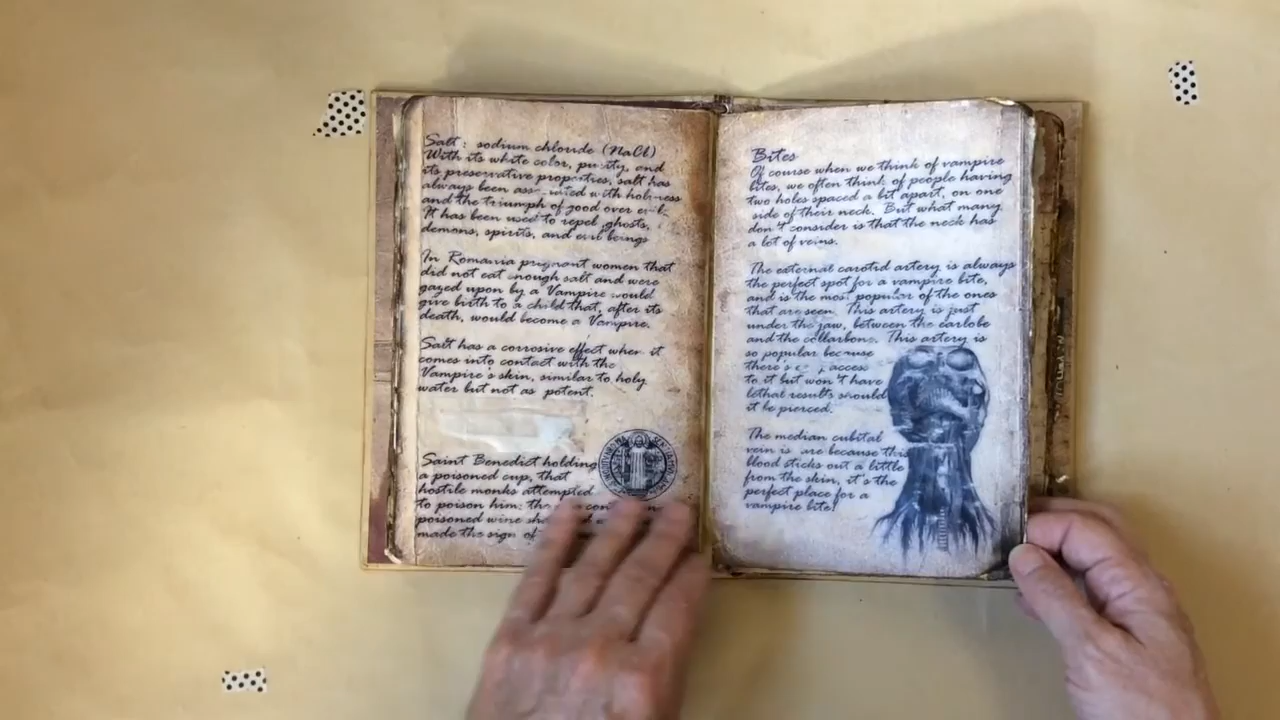 Salt: sodium chloride (NaCl)
With its white color, purity, and
its preservative properties, salt has
always been associated with holiness
and the triumph of good over evil.
It has been used to repel ghosts,
demons, spirits, and evil beings
In Romania pregnant women that
did not eat enough salt and were
gazed upon by a Vampire would
give birth to a child that, after its
death, would become a Vampire.
Salt has a corrosive effect when it
comes into contact with the
Vampire's skin, similar to holy
water but not as potent.
Saint Benedict holding
a poisoned cup, that
hostile monks attempted
to poison him: the
poisoned wine
made the sign of
Bites
Of course when we think of vampire
bites, we often think of people having
two holes spaced a bit apart, on one
side of their neck. But what many
don't consider is that the neck has
a lot of veins.
The external carotid artery is always
the perfect spot for a vampire bite,
and is the most popular of the ones
that are seen. This artery is just
under the jaw, between the earlobe
and the collarbone. This artery is
so popular because
there's access
to it but won't have
lethal results should
it be pierced.
The median cubital
vein is are because this
blood sticks out a little
from the skin, it's the
perfect place for a
vampire bite!